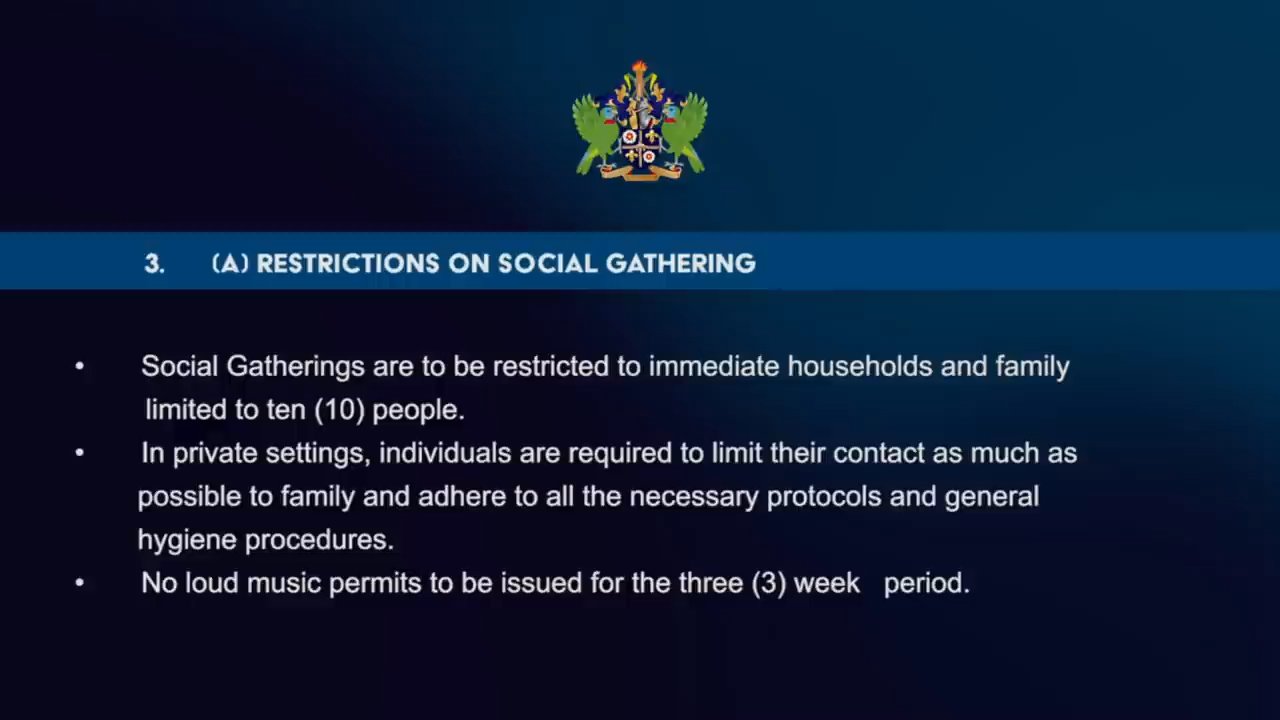 3. (A) RESTRICTIONS ON SOCIAL GATHERING
• Social Gatherings are to be restricted to immediate households and family
limited to ten (10) people.
• In private settings, individuals are required to limit their contact as much as
possible to family and adhere to all the necessary protocols and general
hygiene procedures.
• No loud music permits to be issued for the three (3) week period.